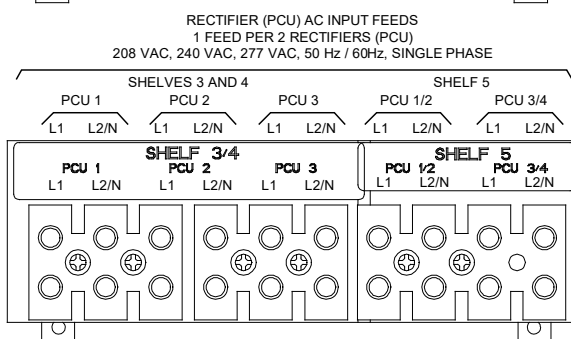 RECTIFIER (PCU) AC INPUT FEEDS
1 FEED PER 2 RECTIFIERS (PCU)
208 VAC, 240 VAC, 277 VAC, 50 Hz / 60Hz, SINGLE PHASE
SHELVES 3 AND 4 SHELF 5
PCU 1 PCU 2 PCU 3 PCU 1/2 PCU 3/4
L1 L2/N L1 L2/N L1 L2/N L1 L2/N L1 L2/N
SHELF 3/4 SHELF 5
PCU 1 PCU 2 PCU 3 PCU 1/2 PCU 3/4
L1 L2/N L1 L2/N L1 L2/N L1 L2/N L1 L2/N